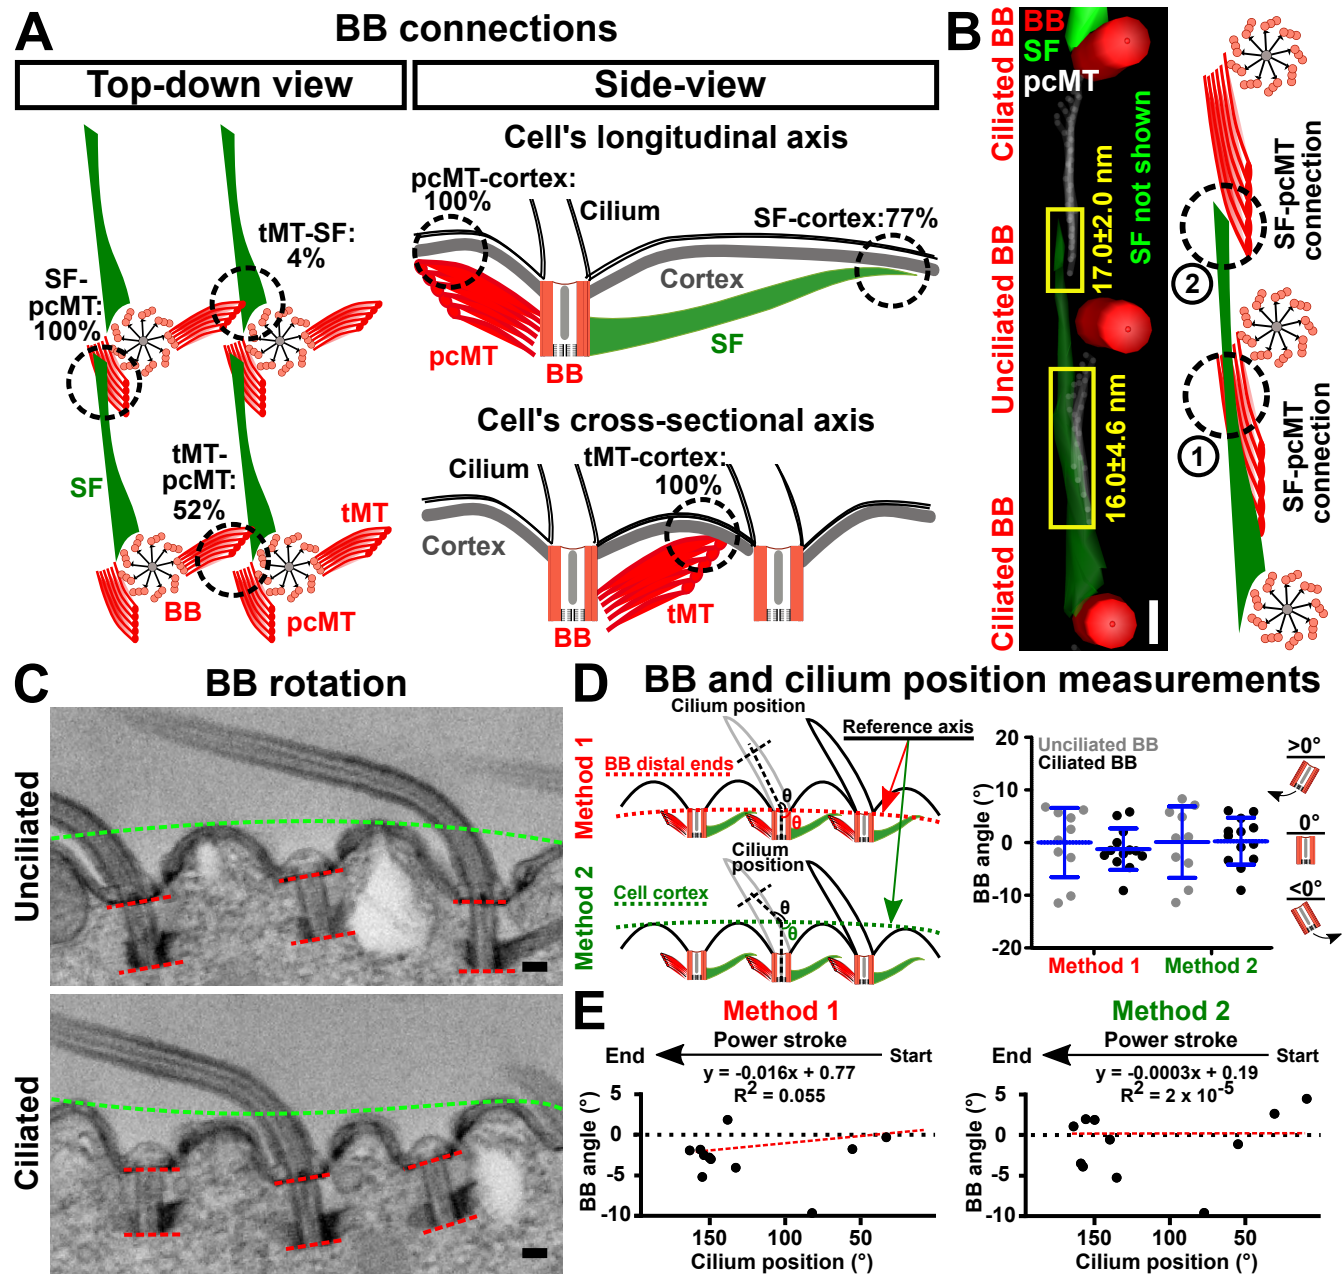 A
BB connections
Top-down view
Side-view
tMT-SF:
4%
SF-
pcMT:
100%
SF
tMT-
pcMT:
52%
tMT
BB
pcMT
Cell's longitudinal axis
pcMT-cortex:
100%
Cilium
SF-cortex:77%
Cortex
pcMT
BB
SF
Cell's cross-sectional axis
Cilium
tMT-cortex:
100%
Cortex
BB
tMT
B
Ciliated BB
Unciliated BB
Ciliated BB
BB
SF
pcMT
SF not shown
17.0±2.0 nm
16.0±4.6 nm
SF-pcMT
connection
2
SF-pcMT
connection
1
C
BB rotation
Unciliated
Ciliated
D
BB and cilium position measurements
Cilium position
Reference axis
Method 1
BB distal ends
θ
θ
Cilium
position
Method 2
Cell cortex
θ
θ
Unciliated BB
Ciliated BB
BB angle (°)
20
10
0
-10
-20
Method 1
Method 2
>0°
0°
<0°
E
Method 1
Power stroke
End
Start
y = -0.016x + 0.77
R2 = 0.055
BB angle (°)
5
0
-5
-10
150
100
50
Cilium position (°)
Method 2
Power stroke
End
Start
y = -0.0003x + 0.19
R2 = 2 x 10-5
BB angle (°)
5
0
-5
-10
150
100
50
Cilium position (°)